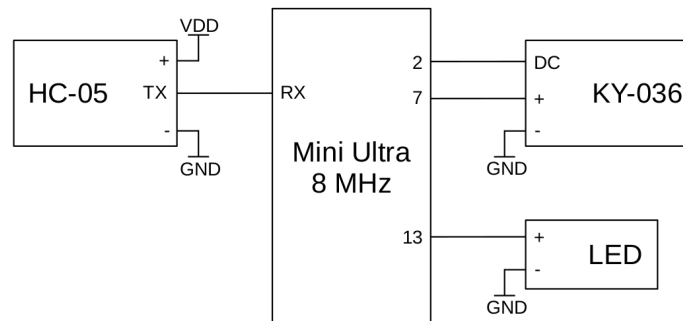 VDD
+
HC-05
TX
-
GND
RX
Mini Ultra
8 MHz
2
7
13
DC
+
KY-036
-
GND
+
LED
-
GND